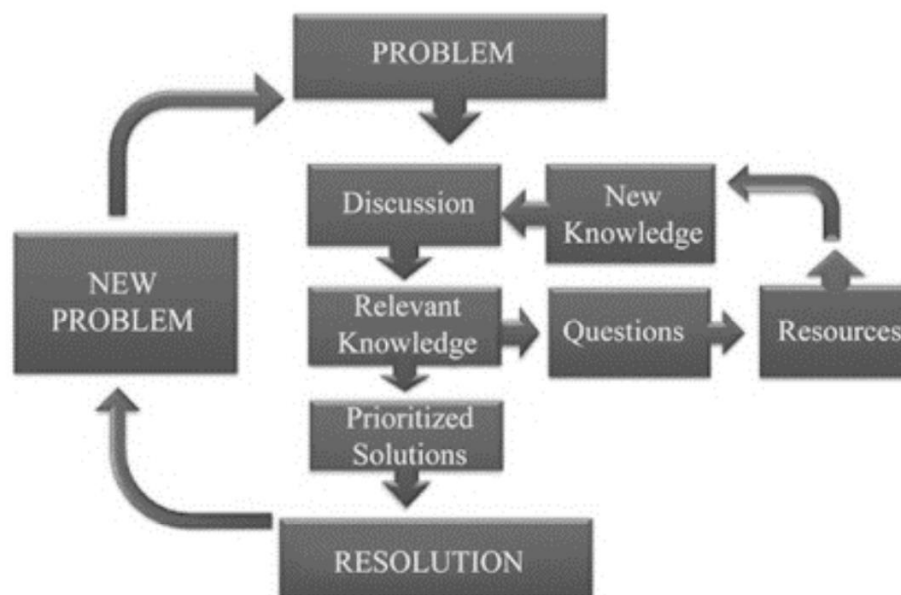 PROBLEM
Discussion
New
Knowledge
NEW
PROBLEM
Relevant
Knowledge
Questions
Resources
Prioritized
Solutions
RESOLUTION